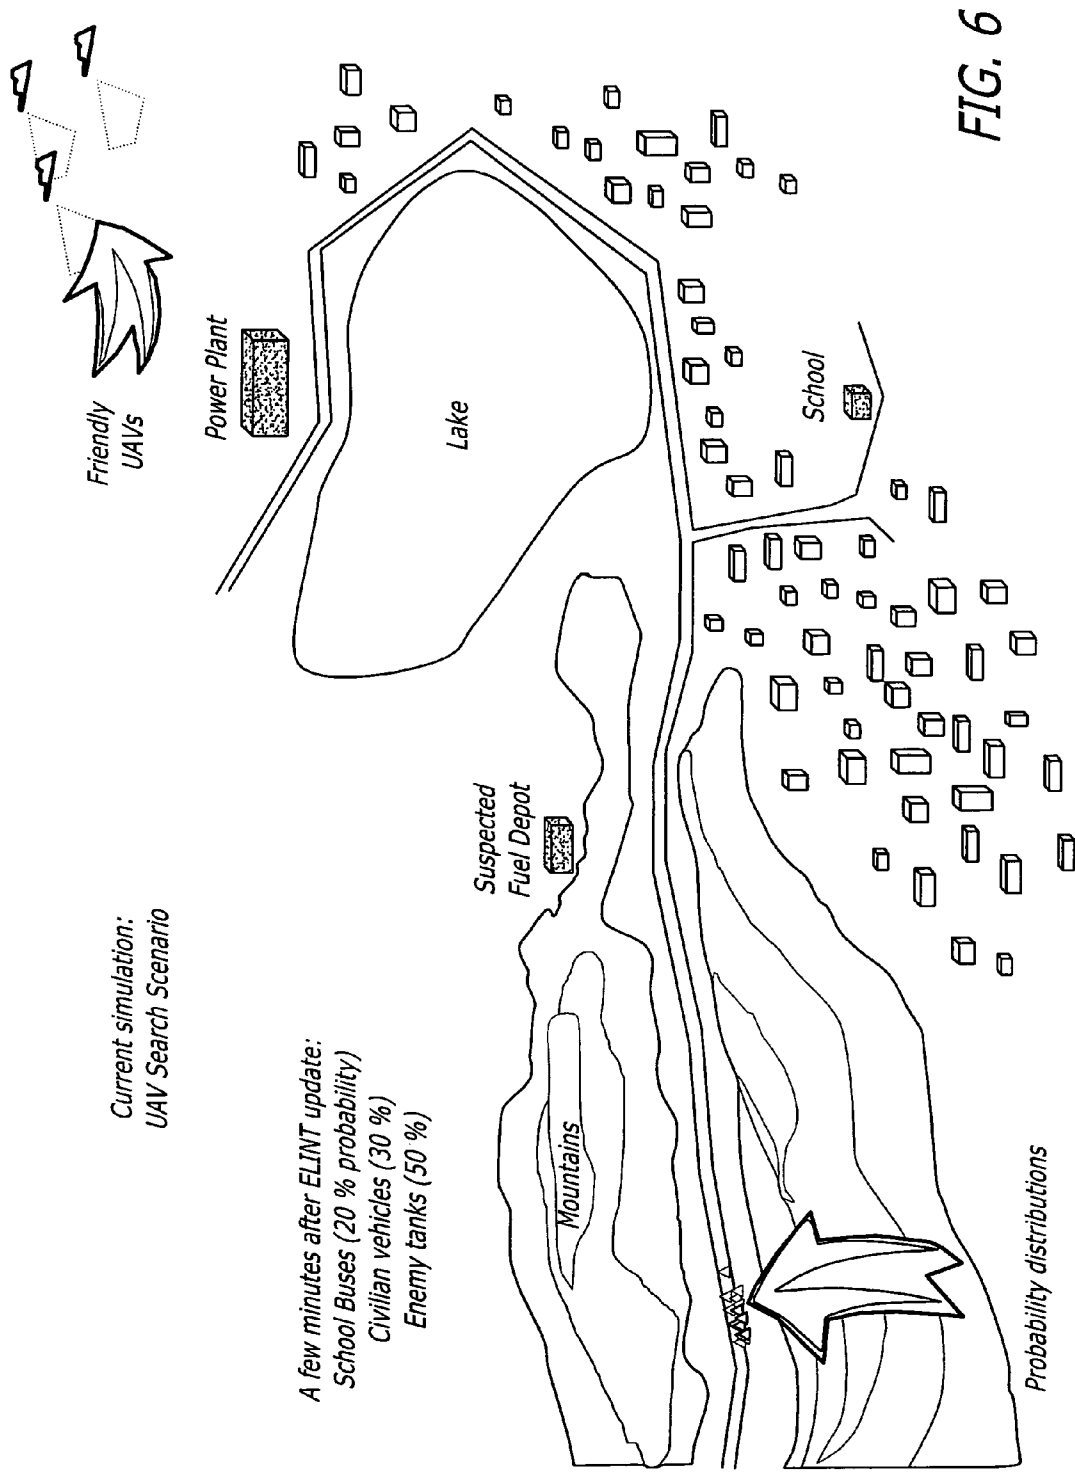 Current simulation:
UAV Search Scenario
Friendly
UAVs
Power Plant
A few minutes after ELINT update:
School Buses (20 % probability)
Civilian vehicles (30 %)
Enemy tanks (50 %)
Lake
Suspected
Fuel Depot
Mountains
School
Probability distributions
FIG. 6